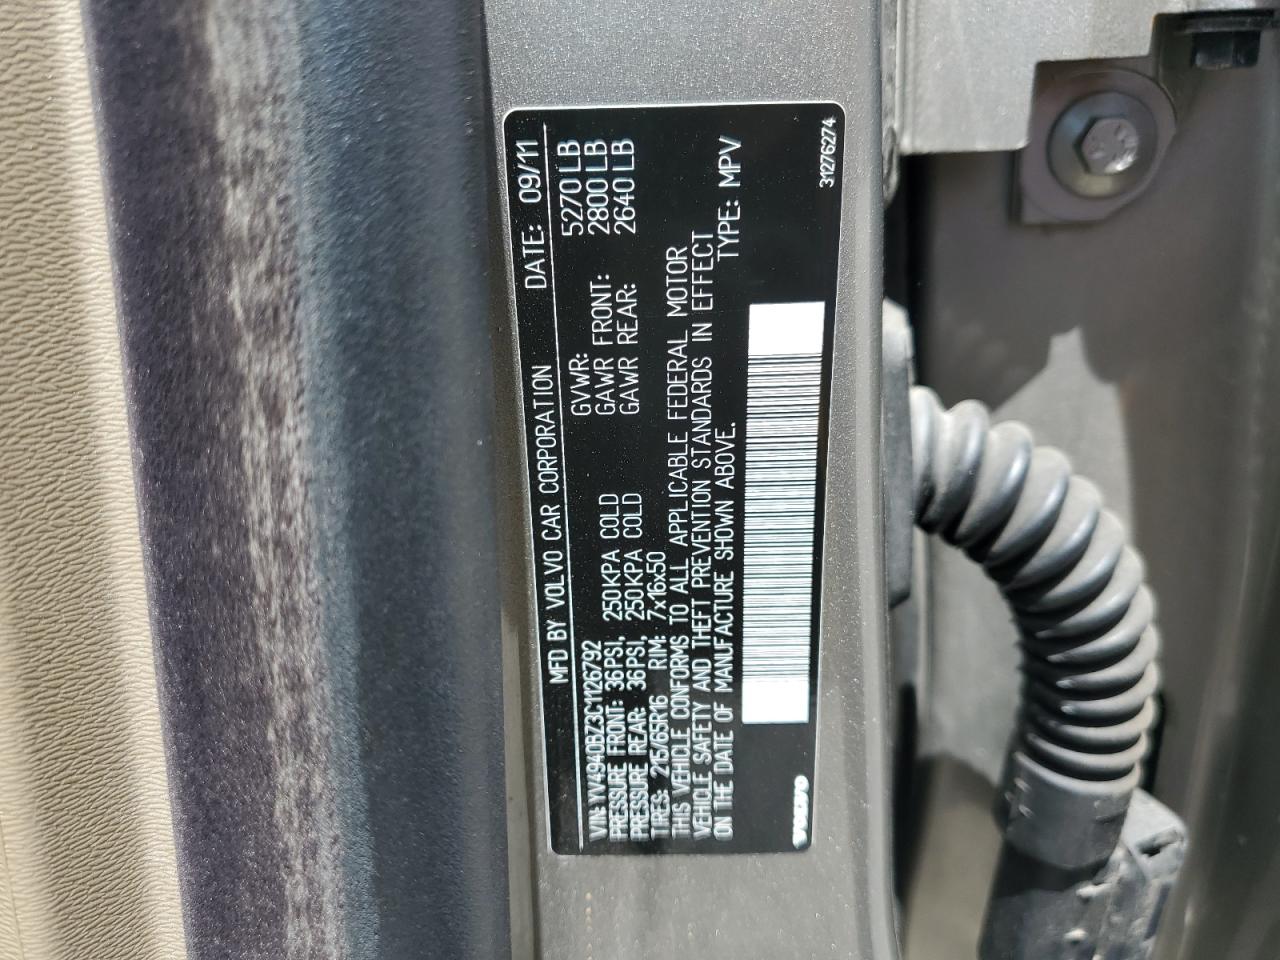 MFD BY VOLVO CAR CORPORATION DATE: 09/11
VIN: YV4940BZ3C1126792 GVWR: 5270 LB
PRESSURE FRONT: 36PSI, 250KPA COLD GAWR FRONT: 2800 LB
PRESSURE REAR: 36PSI, 250KPA COLD GAWR REAR: 2640 LB
TIRES: 215/65R16 RIM: 7x16x50
THIS VEHICLE CONFORMS TO ALL APPLICABLE FEDERAL MOTOR
VEHICLE SAFETY AND THEFT PREVENTION STANDARDS IN EFFECT
ON THE DATE OF MANUFACTURE SHOWN ABOVE. TYPE: MPV
VOLVO 31276274